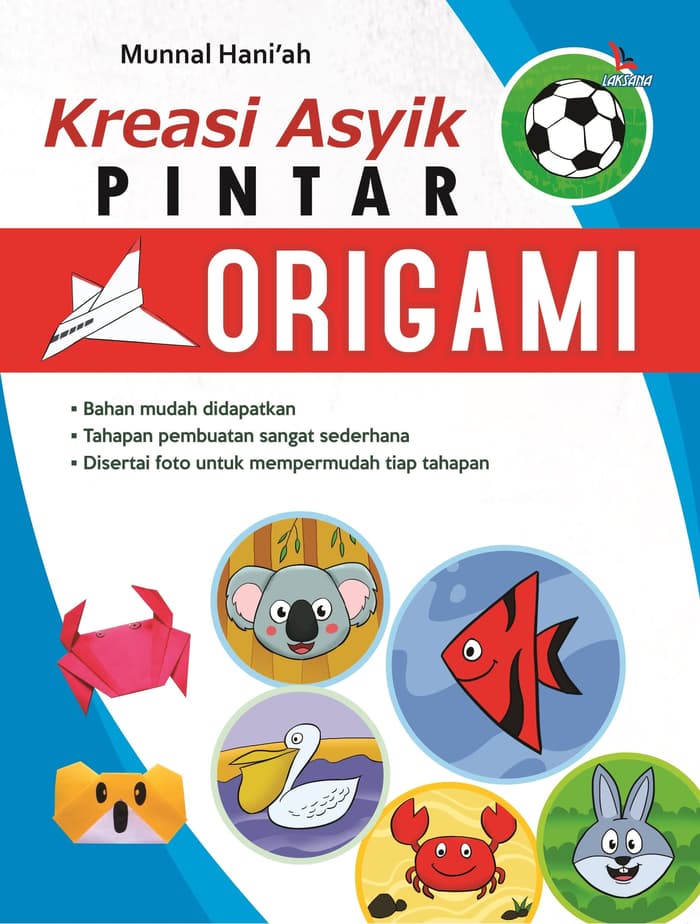 Munnal Hani'ah
LAKSANA
Kreasi Asyik
PINTAR
ORIGAMI
▪ Bahan mudah didapatkan
▪ Tahapan pembuatan sangat sederhana
▪ Disertai foto untuk mempermudah tiap tahapan